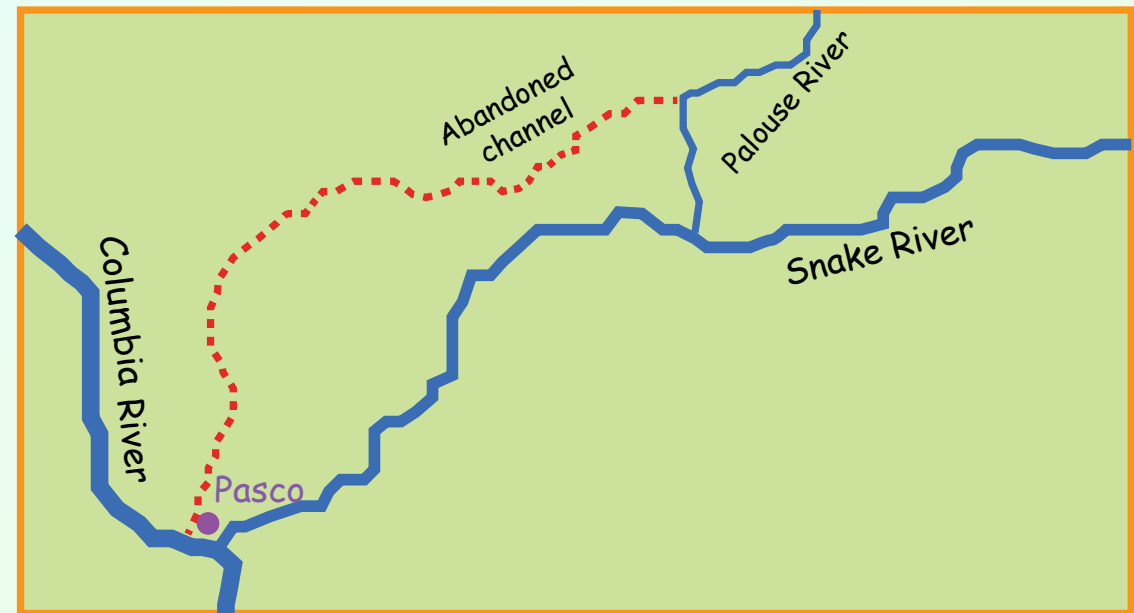 Abandoned
channel
Palouse River
Snake River
Columbia River
Pasco